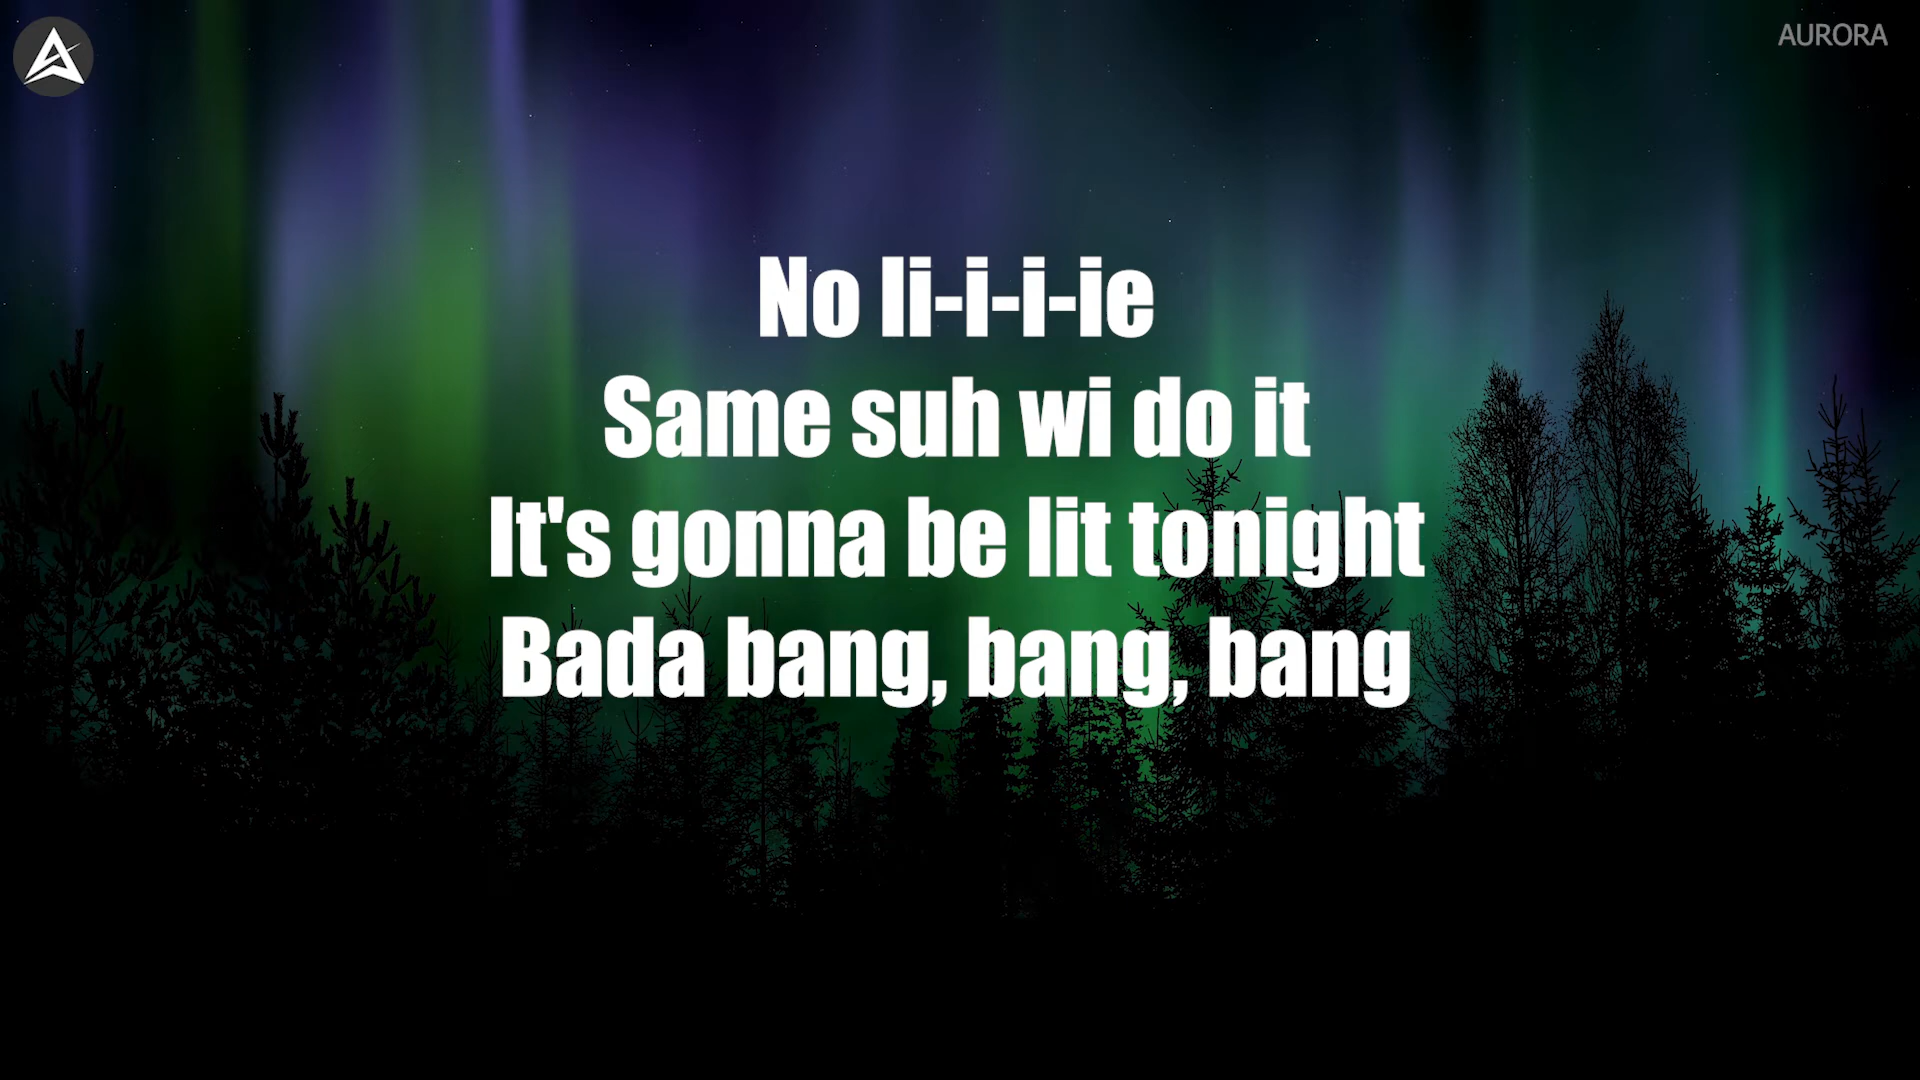 AURORA
No li-i-i-ie
Same suh wi do it
It's gonna be lit tonight
Bada bang, bang, bang